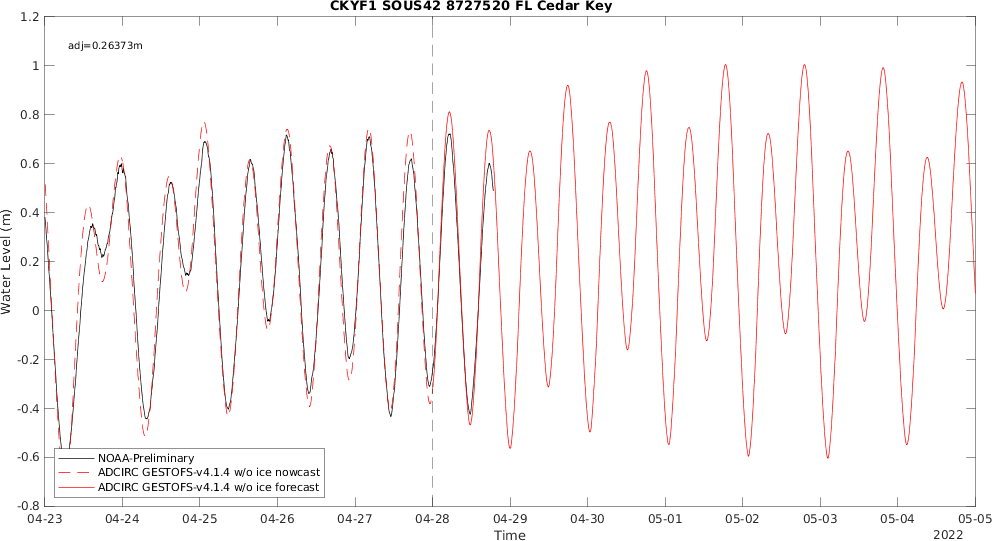 CKYF1 SOUS42 8727520 FL Cedar Key
1.2
1
0.8
0.6
0.4
0.2
0
-0.2
-0.4
-0.6
-0.8
Water Level (m)
adj=0.26373m
NOAA-Preliminary
ADCIRC GESTOFS-v4.1.4 w/o ice nowcast
ADCIRC GESTOFS-v4.1.4 w/o ice forecast
04-23 04-24 04-25 04-26 04-27 04-28 04-29 04-30 05-01 05-02 05-03 05-04 05-05
Time
2022